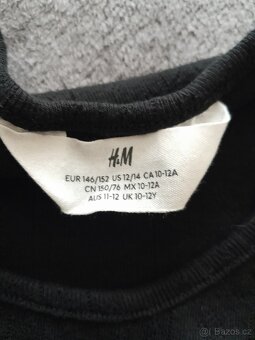 H&M
EUR 146/152 US 12/14 CA 10-12A
CN 150/76 MX 10-12A
AUS 11-12 UK 10-12Y
bazos.cz